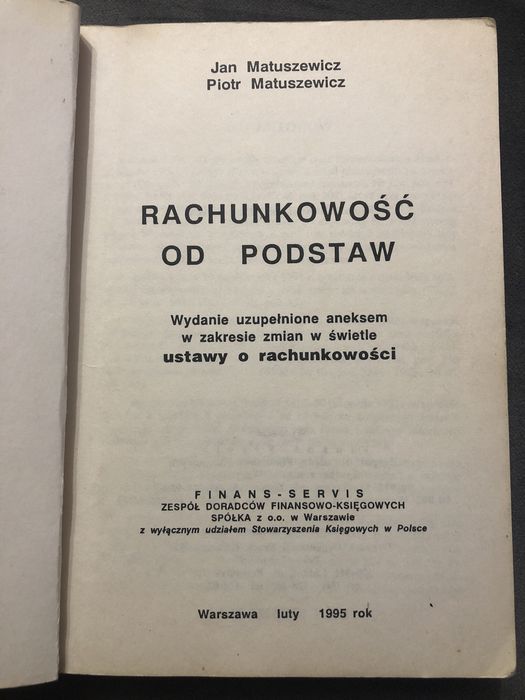 Jan Matuszewicz
Piotr Matuszewicz
RACHUNKOWOŚĆ
OD PODSTAW
Wydanie uzupełnione aneksem
w zakresie zmian w świetle
ustawy o rachunkowości
FINANS-SERVIS
ZESPÓŁ DORADCÓW FINANSOWO-KSIĘGOWYCH
SPÓŁKA z o.o. w Warszawie
z wyłącznym udziałem Stowarzyszenia Księgowych w Polsce
Warszawa luty 1995 rok